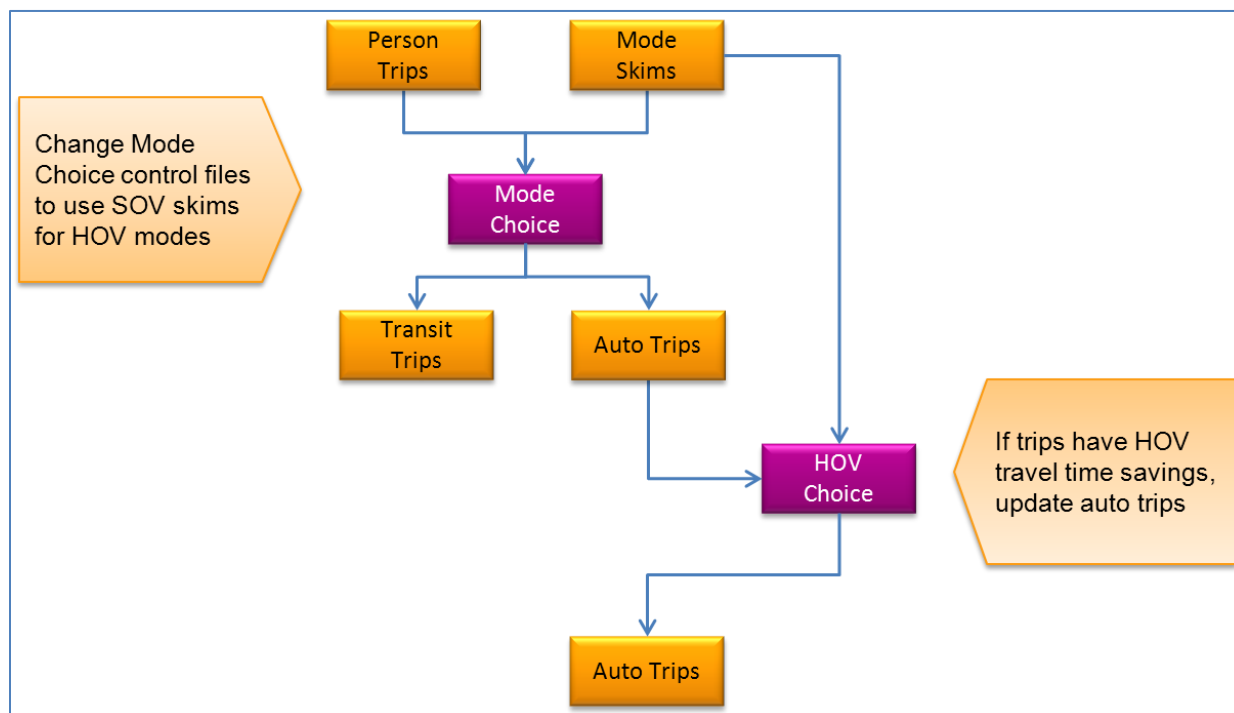 Person
Trips
Mode
Skims
Change Mode
Choice control files
to use SOV skims
for HOV modes
Mode
Choice
Transit
Trips
Auto Trips
HOV
Choice
If trips have HOV
travel time savings,
update auto trips
Auto Trips